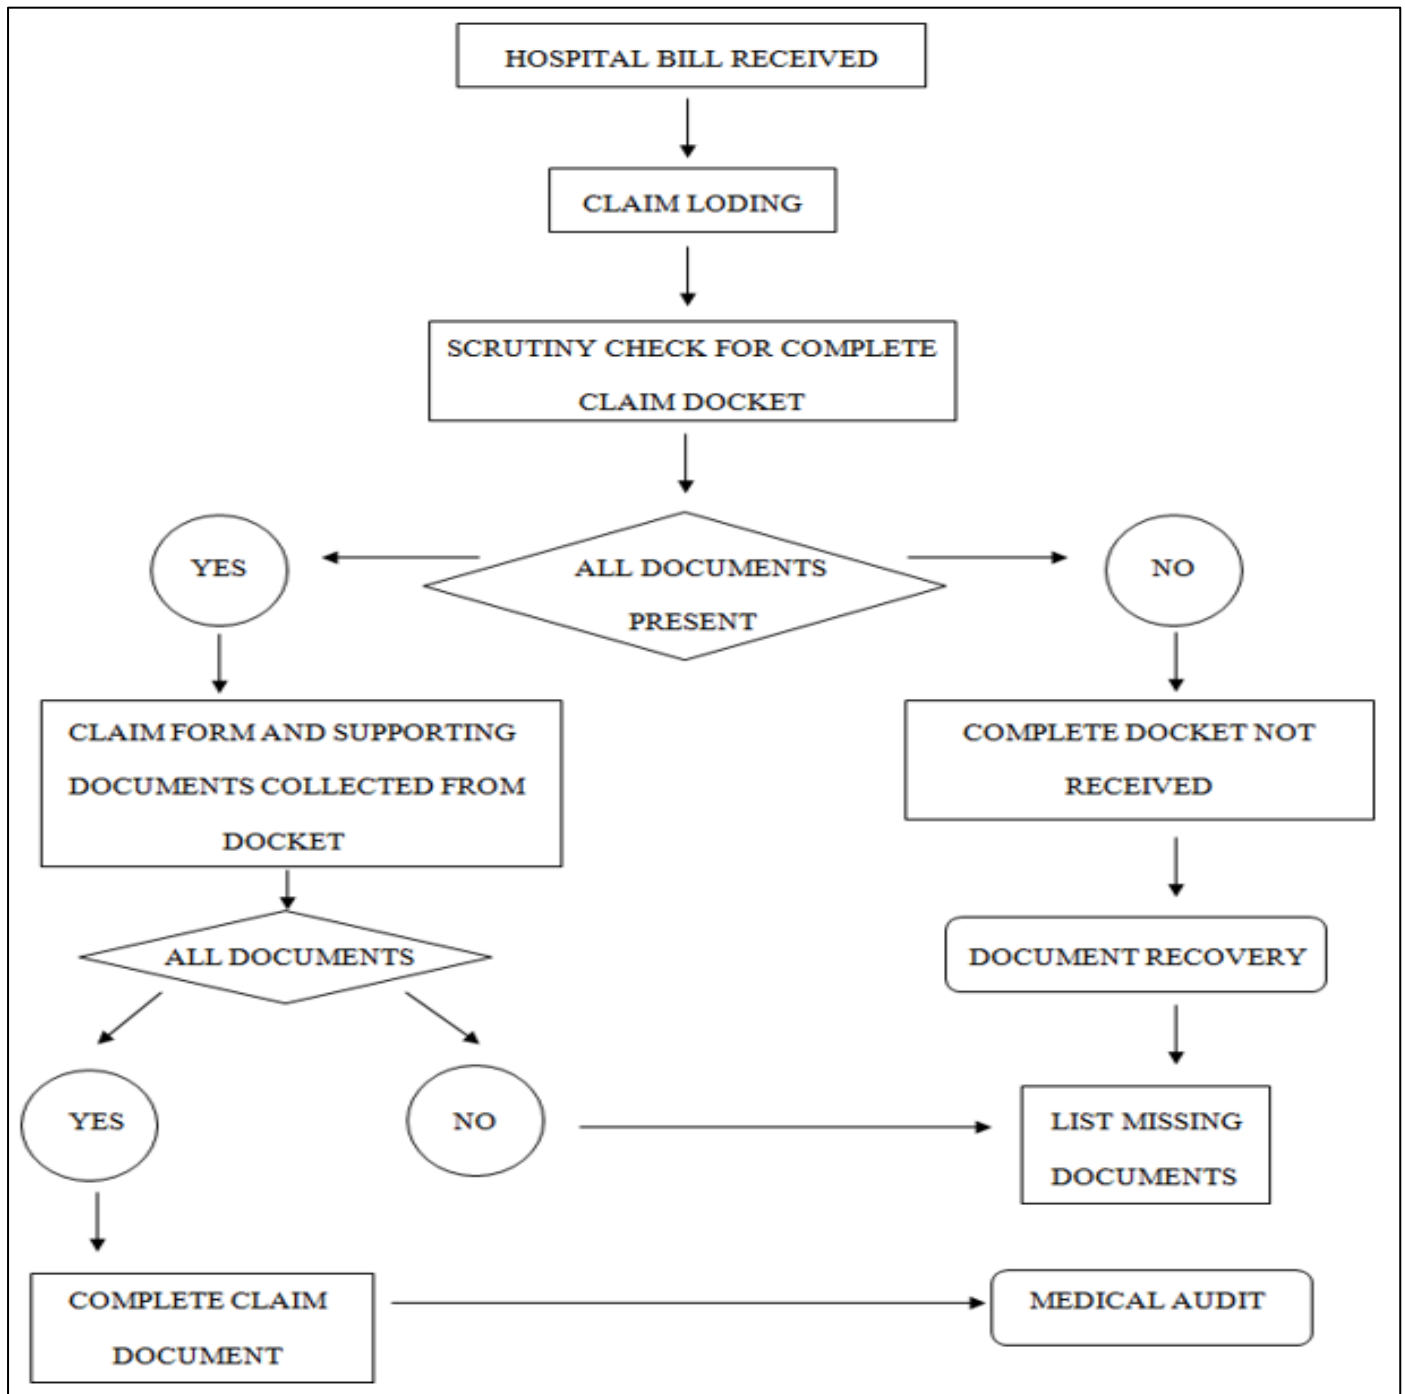 HOSPITAL BILL RECEIVED
CLAIM LODING
SCRUTINY CHECK FOR COMPLETE
CLAIM DOCKET
YES
ALL DOCUMENTS
PRESENT
NO
CLAIM FORM AND SUPPORTING
DOCUMENTS COLLECTED FROM
DOCKET
COMPLETE DOCKET NOT
RECEIVED
ALL DOCUMENTS
DOCUMENT RECOVERY
YES
NO
LIST MISSING
DOCUMENTS
COMPLETE CLAIM
DOCUMENT
MEDICAL AUDIT